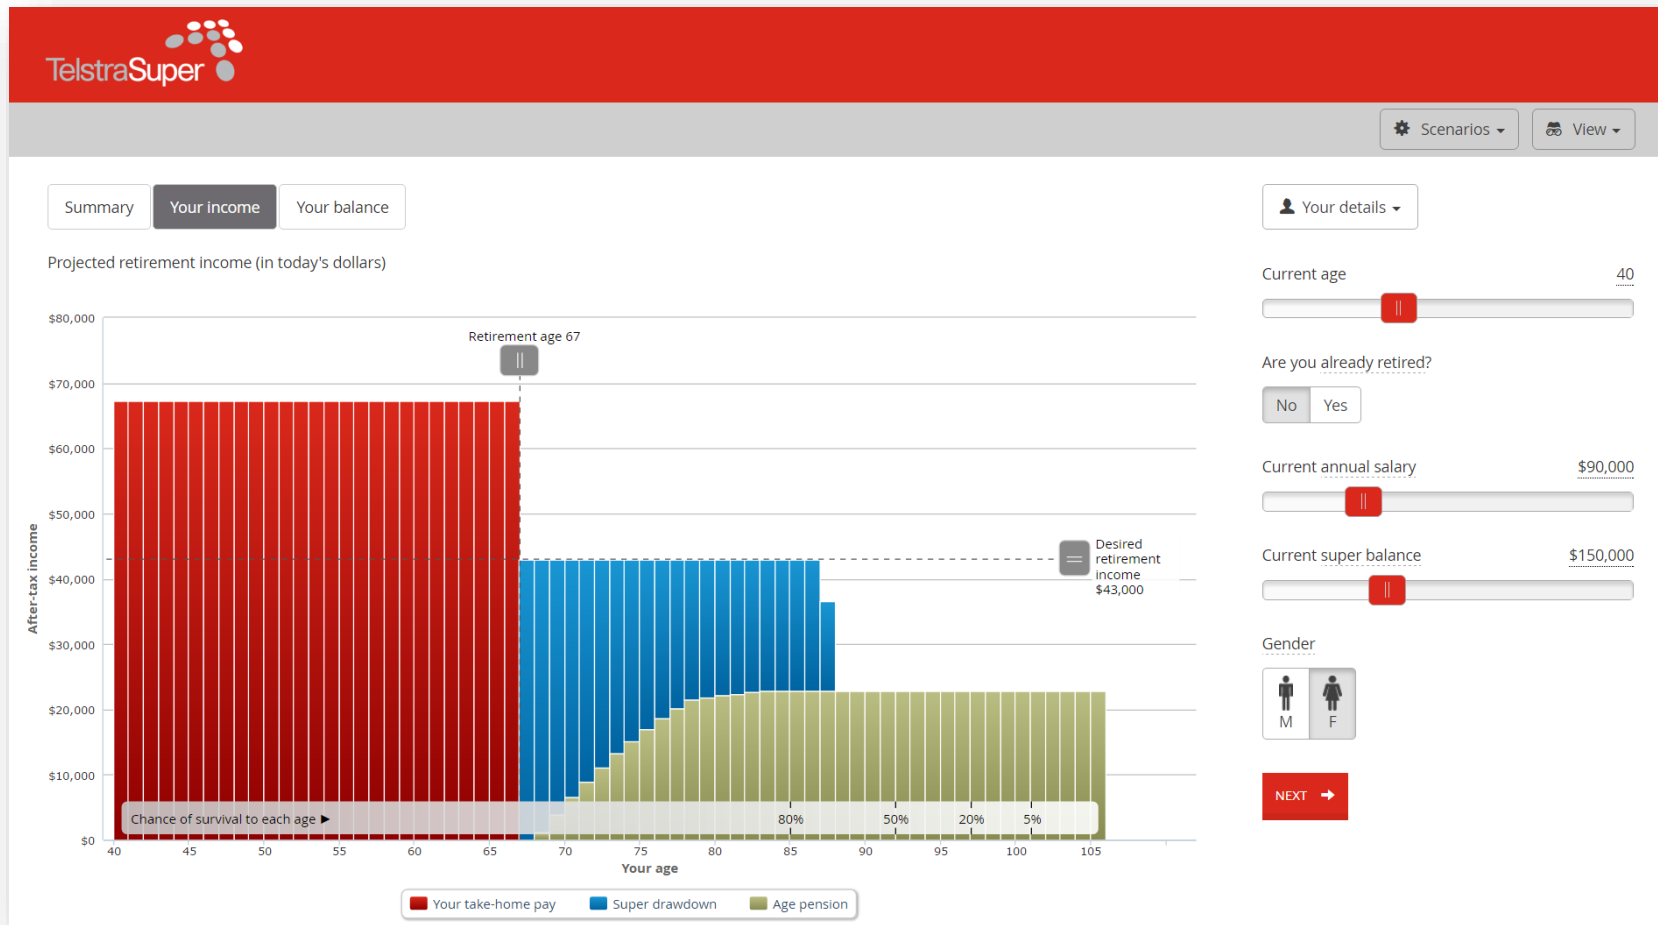 TelstraSuper
Scenarios
View
Summary
Your income
Your balance
Your details
Projected retirement income (in today's dollars)
Current age
40
Are you already retired?
No
Yes
Current annual salary
$90,000
Current super balance
$150,000
Gender
M
F
NEXT
After-tax income
$80,000
$70,000
$60,000
$50,000
$40,000
$30,000
$20,000
$10,000
$0
Retirement age 67
Desired
retirement
income
$43,000
Chance of survival to each age
80%
50%
20%
5%
40
45
50
55
60
65
70
75
80
85
90
95
100
105
Your age
Your take-home pay
Super drawdown
Age pension